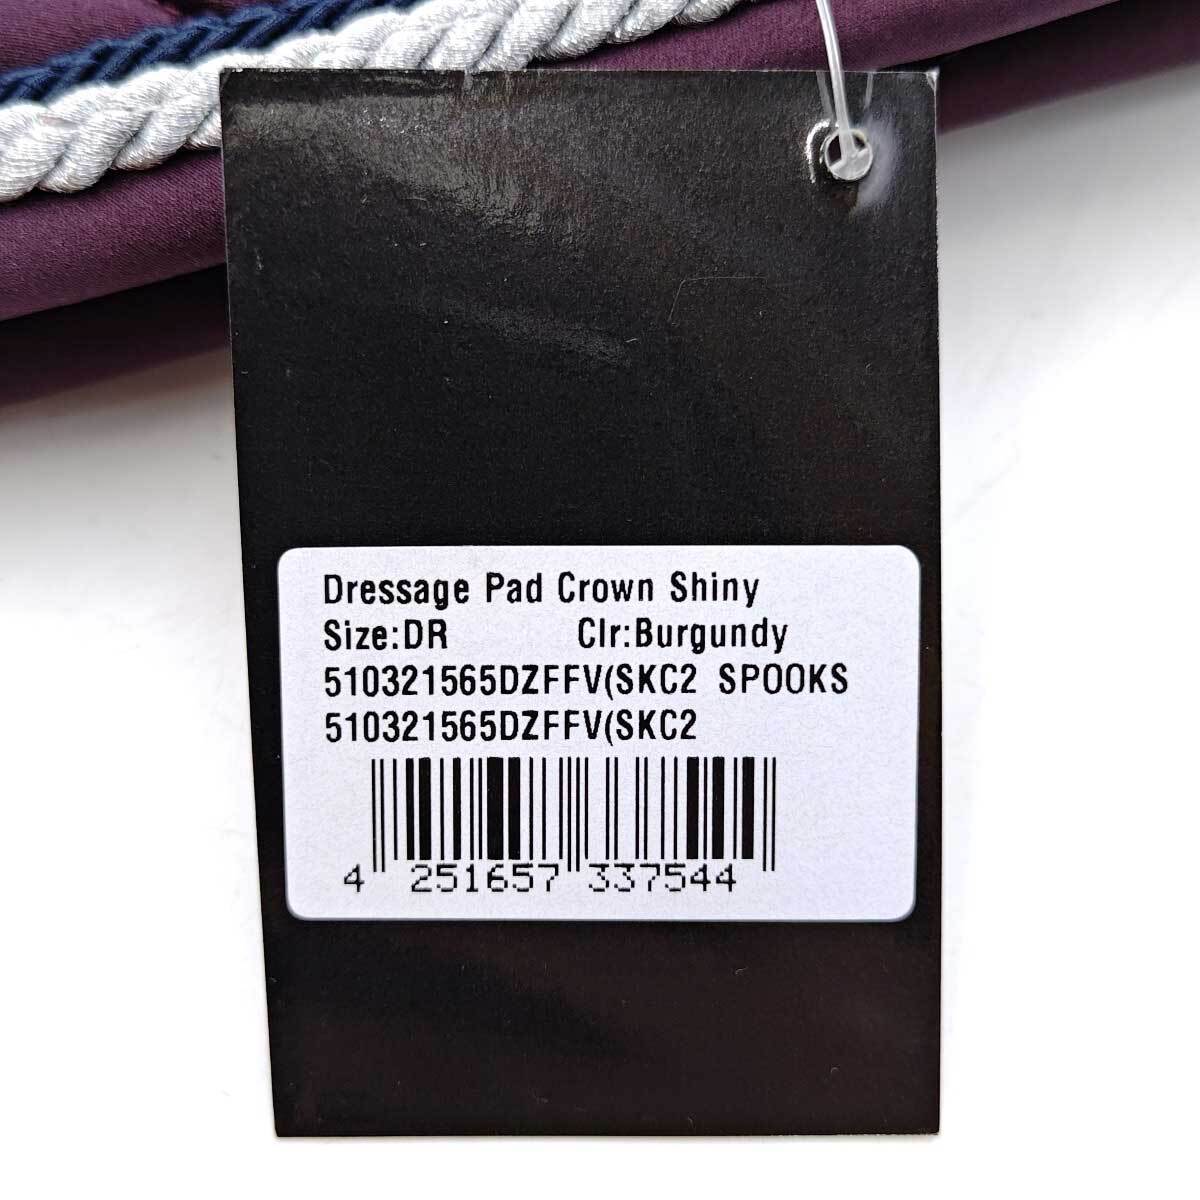 Dressage Pad Crown Shiny
Size:DR Clr:Burgundy
510321565DZFFV(SKC2 SPOOKS
510321565DZFFV(SKC2
4 251657 337544